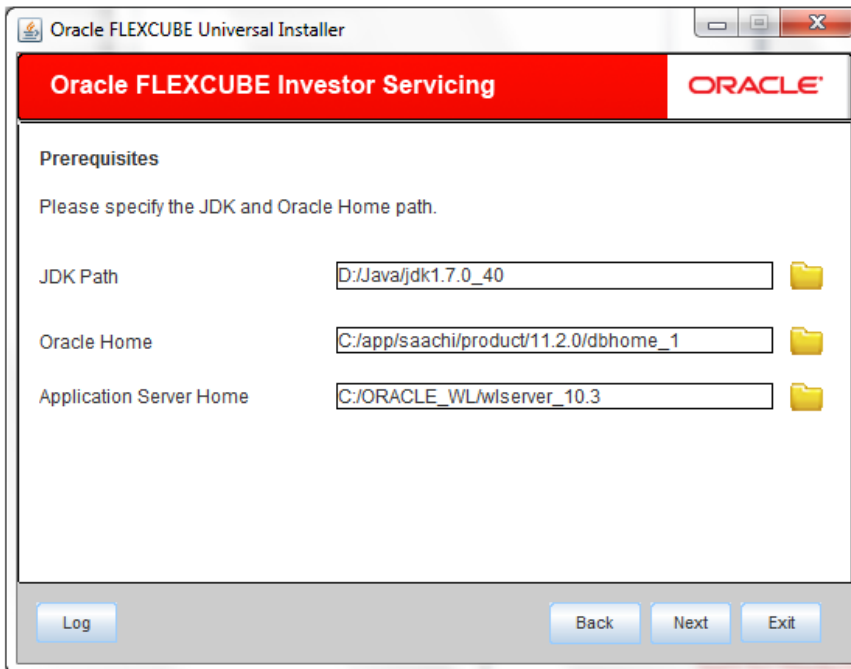 Oracle FLEXCUBE Universal Installer
Oracle FLEXCUBE Investor Servicing
ORACLE
Prerequisites
Please specify the JDK and Oracle Home path.
JDK Path
D:/Java/jdk1.7.0_40
Oracle Home
C:/app/saachi/product/11.2.0/dbhome_1
Application Server Home
C:/ORACLE_WL/wlserver_10.3
Log
Back
Next
Exit